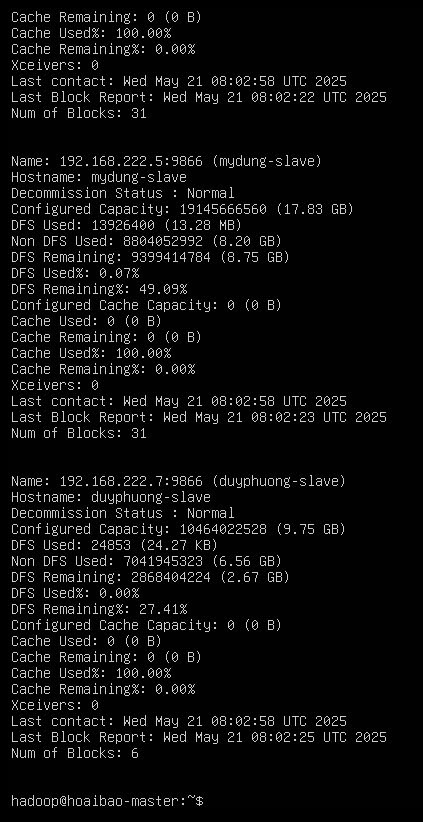 Cache Remaining: 0 (0 B)
Cache Used%: 100.00%
Cache Remaining%: 0.00%
Xceivers: 0
Last contact: Wed May 21 08:02:58 UTC 2025
Last Block Report: Wed May 21 08:02:22 UTC 2025
Num of Blocks: 31
Name: 192.168.222.5:9866 (mydung-slave)
Hostname: mydung-slave
Decommission Status : Normal
Configured Capacity: 19145666560 (17.83 GB)
DFS Used: 13926400 (13.28 MB)
Non DFS Used: 8804052992 (8.20 GB)
DFS Remaining: 9399414784 (8.75 GB)
DFS Used%: 0.07%
DFS Remaining%: 49.09%
Configured Cache Capacity: 0 (0 B)
Cache Used: 0 (0 B)
Cache Remaining: 0 (0 B)
Cache Used%: 100.00%
Cache Remaining%: 0.00%
Xceivers: 0
Last contact: Wed May 21 08:02:58 UTC 2025
Last Block Report: Wed May 21 08:02:23 UTC 2025
Num of Blocks: 31
Name: 192.168.222.7:9866 (duyphuong-slave)
Hostname: duyphuong-slave
Decommission Status : Normal
Configured Capacity: 10464022528 (9.75 GB)
DFS Used: 24853 (24.27 KB)
Non DFS Used: 7041945323 (6.56 GB)
DFS Remaining: 2868404224 (2.67 GB)
DFS Used%: 0.00%
DFS Remaining%: 27.41%
Configured Cache Capacity: 0 (0 B)
Cache Used: 0 (0 B)
Cache Remaining: 0 (0 B)
Cache Used%: 100.00%
Cache Remaining%: 0.00%
Xceivers: 0
Last contact: Wed May 21 08:02:58 UTC 2025
Last Block Report: Wed May 21 08:02:25 UTC 2025
Num of Blocks: 6
hadoop@hoaibao-master:~$